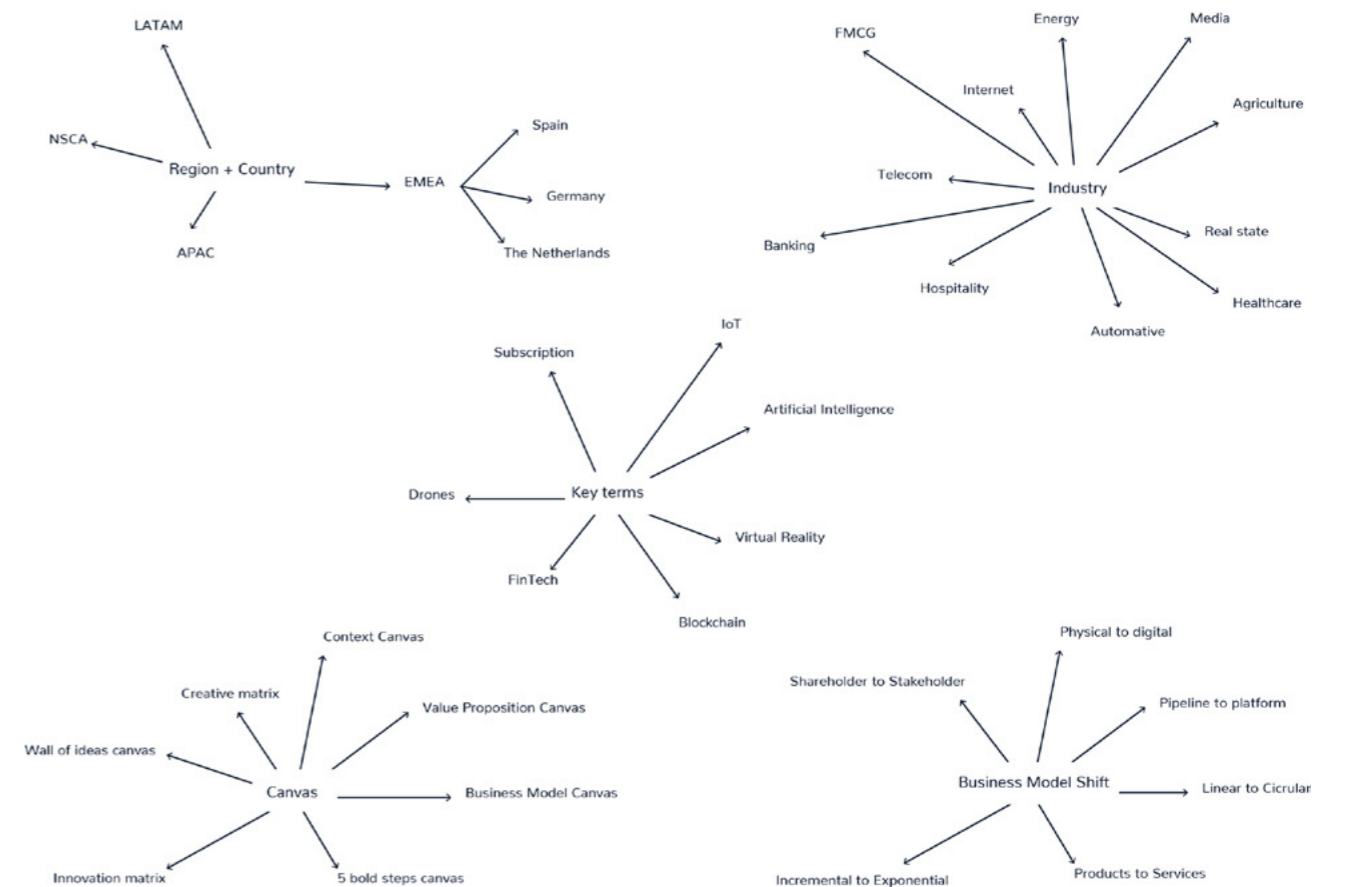 LATAM
NSCA
Region + Country
APAC
EMEA
Spain
Germany
The Netherlands
FMCG
Energy
Media
Internet
Agriculture
Telecom
Industry
Banking
Real state
Hospitality
Healthcare
Automative
IoT
Subscription
Artificial Intelligence
Drones
Key terms
Virtual Reality
FinTech
Blockchain
Context Canvas
Creative matrix
Value Proposition Canvas
Wall of ideas canvas
Canvas
Business Model Canvas
Innovation matrix
5 bold steps canvas
Physical to digital
Shareholder to Stakeholder
Pipeline to platform
Business Model Shift
Linear to Cicrular
Products to Services
Incremental to Exponential